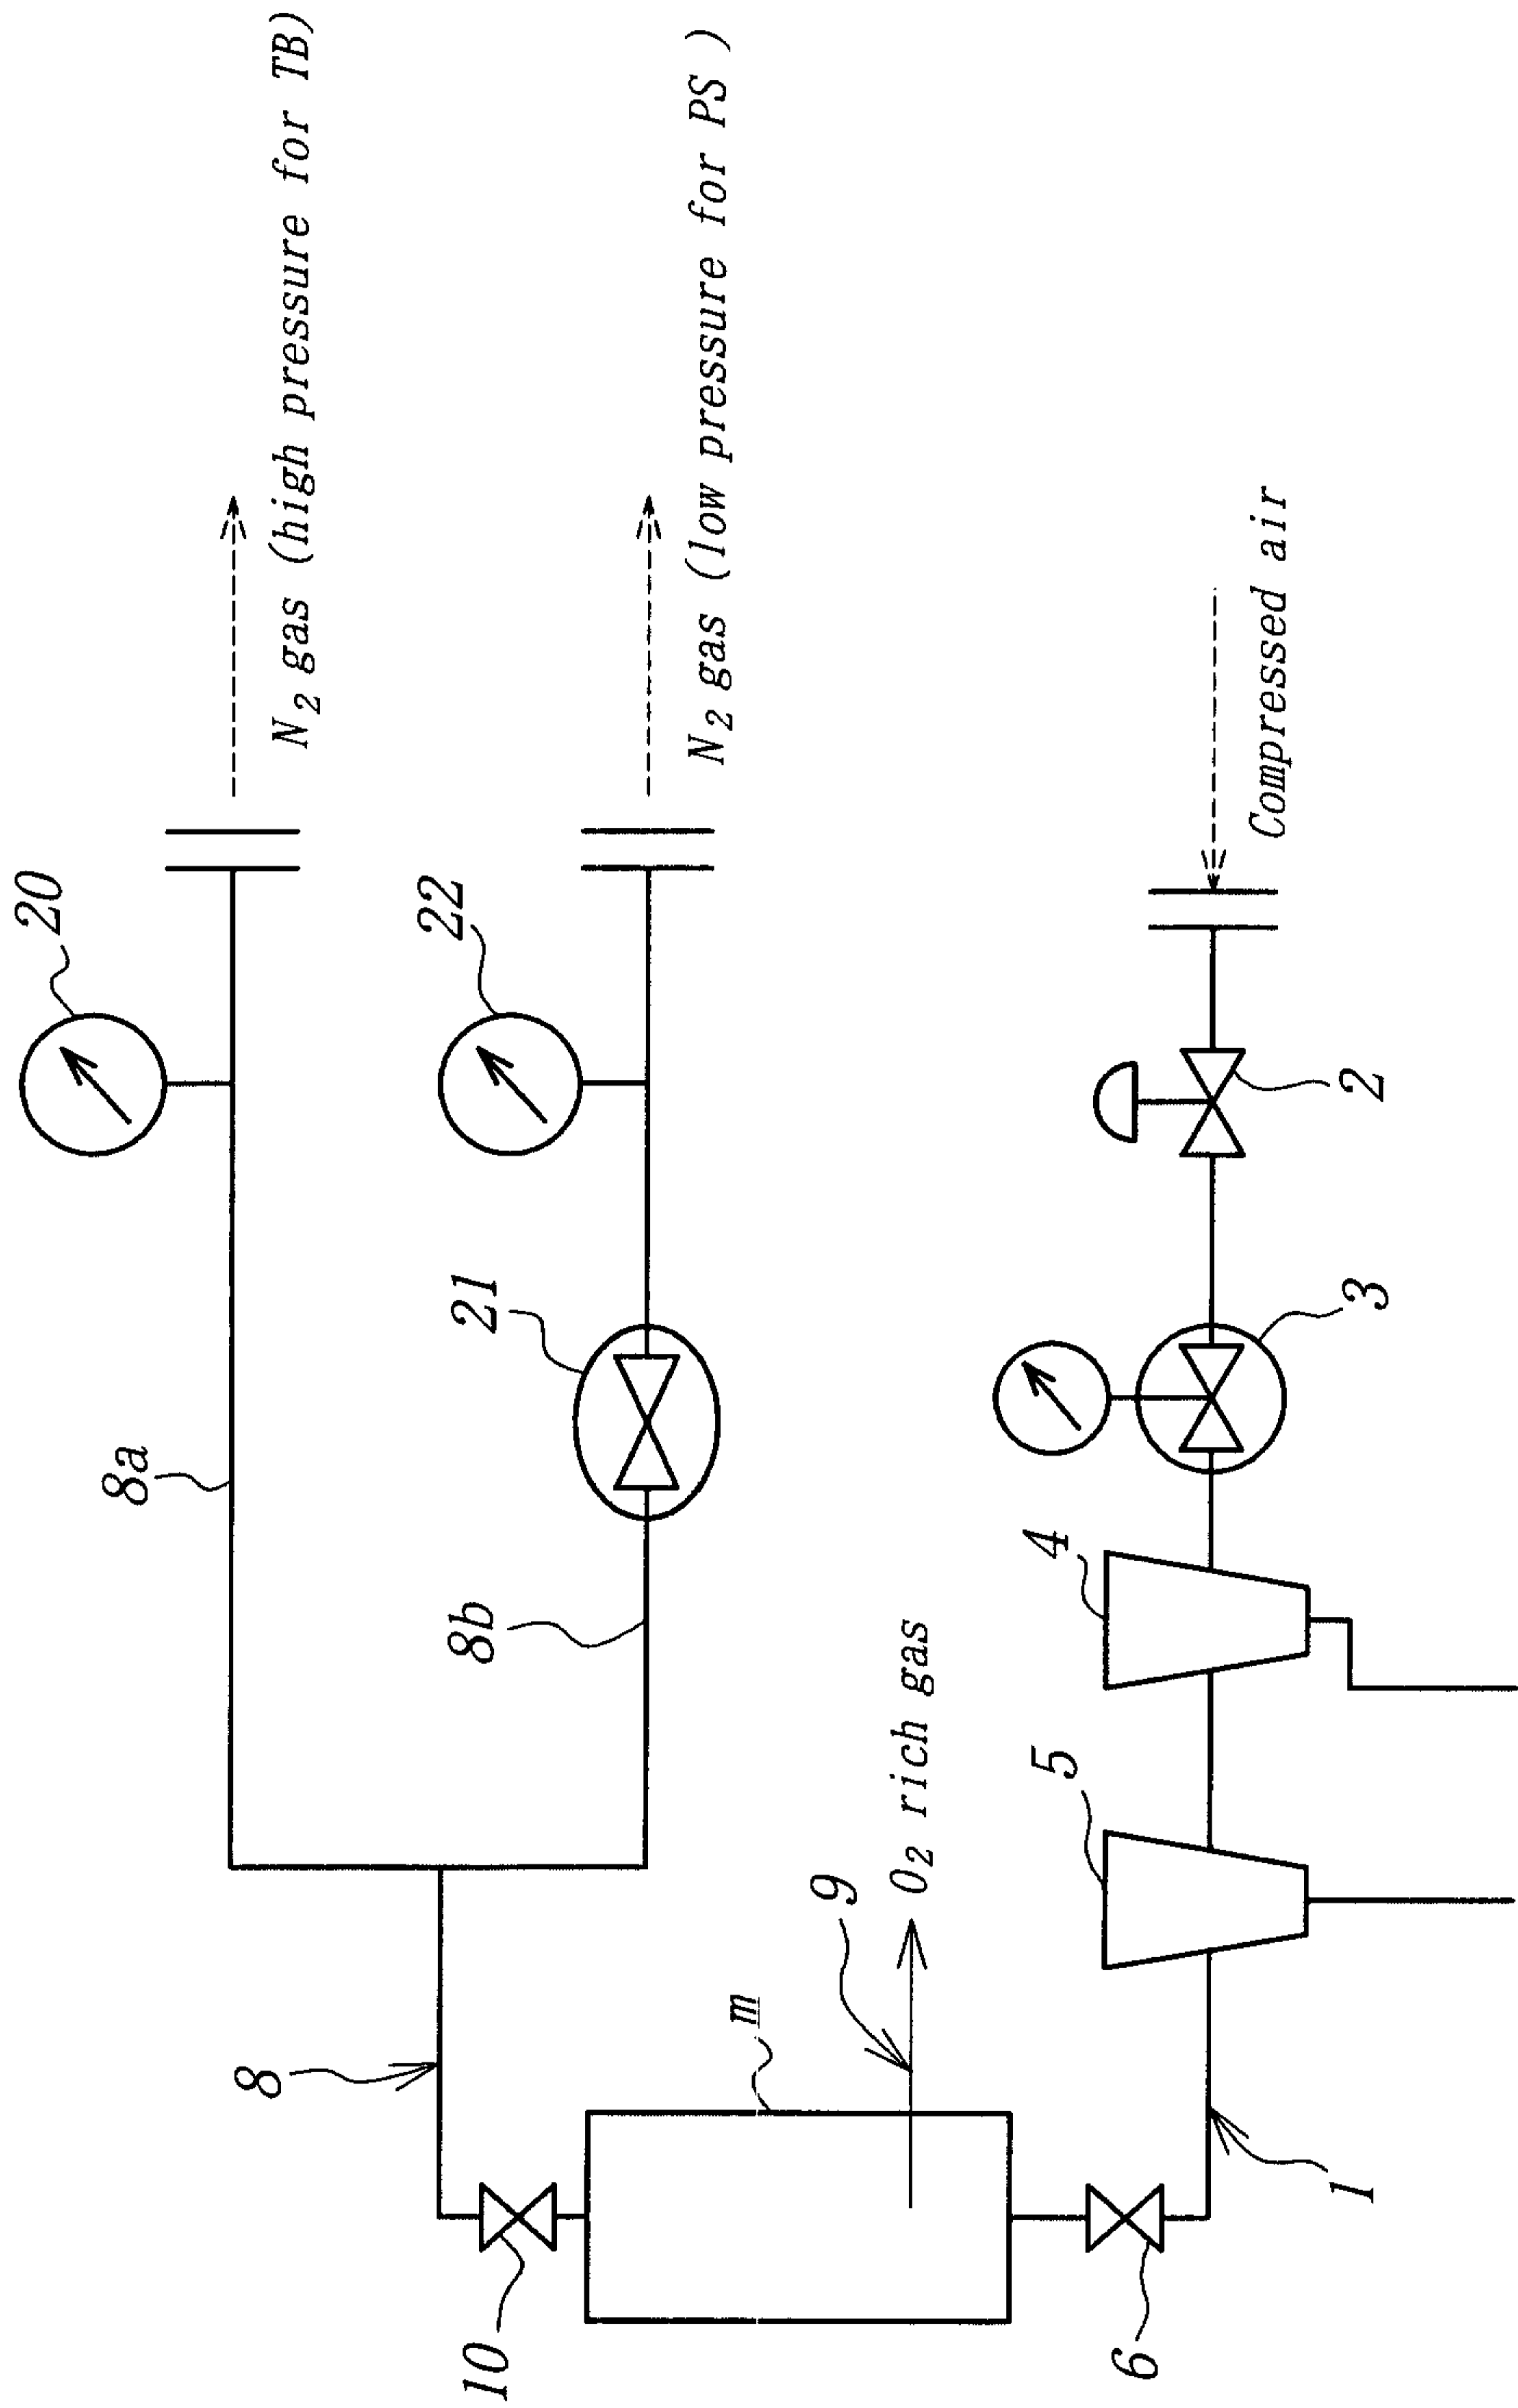 20
N2 gas (high pressure for TB)
8a
22
N2 gas (low pressure for PS)
21
8b
8
10
m
9
O2 rich gas
Compressed air
2
3
4
5
1
6